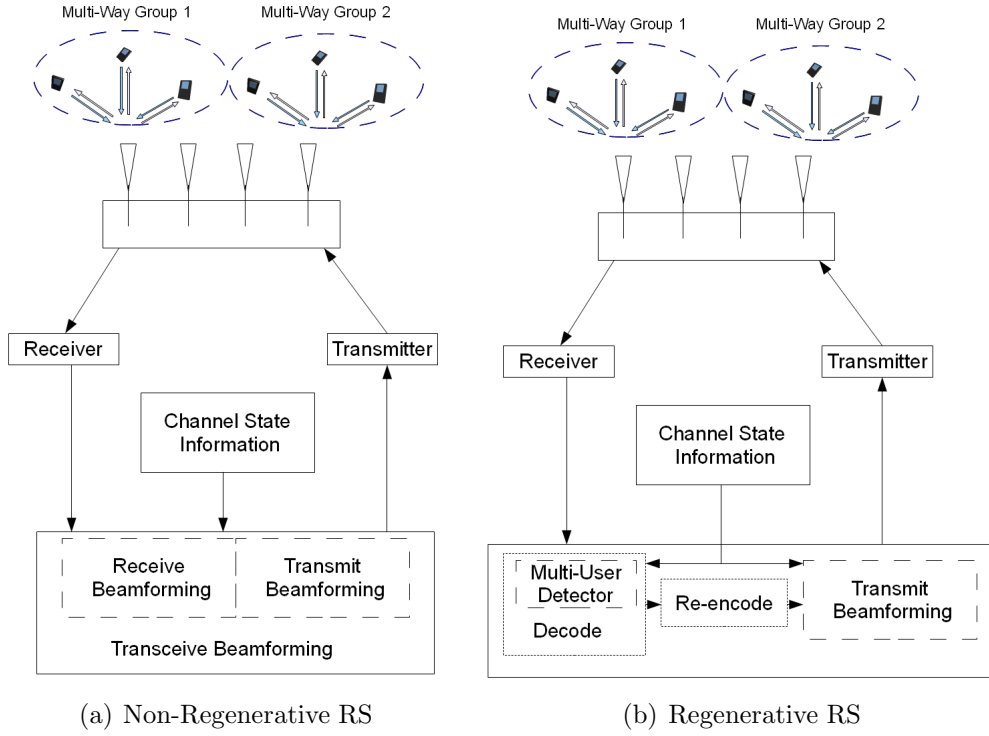 Multi-Way Group 1
Multi-Way Group 2
Receiver
Transmitter
Channel State
Information
Receive
Beamforming
Transmit
Beamforming
Transceive Beamforming
(a) Non-Regenerative RS
Multi-Way Group 1
Multi-Way Group 2
Receiver
Transmitter
Channel State
Information
Multi-User
Detector
Decode
Re-encode
Transmit
Beamforming
(b) Regenerative RS